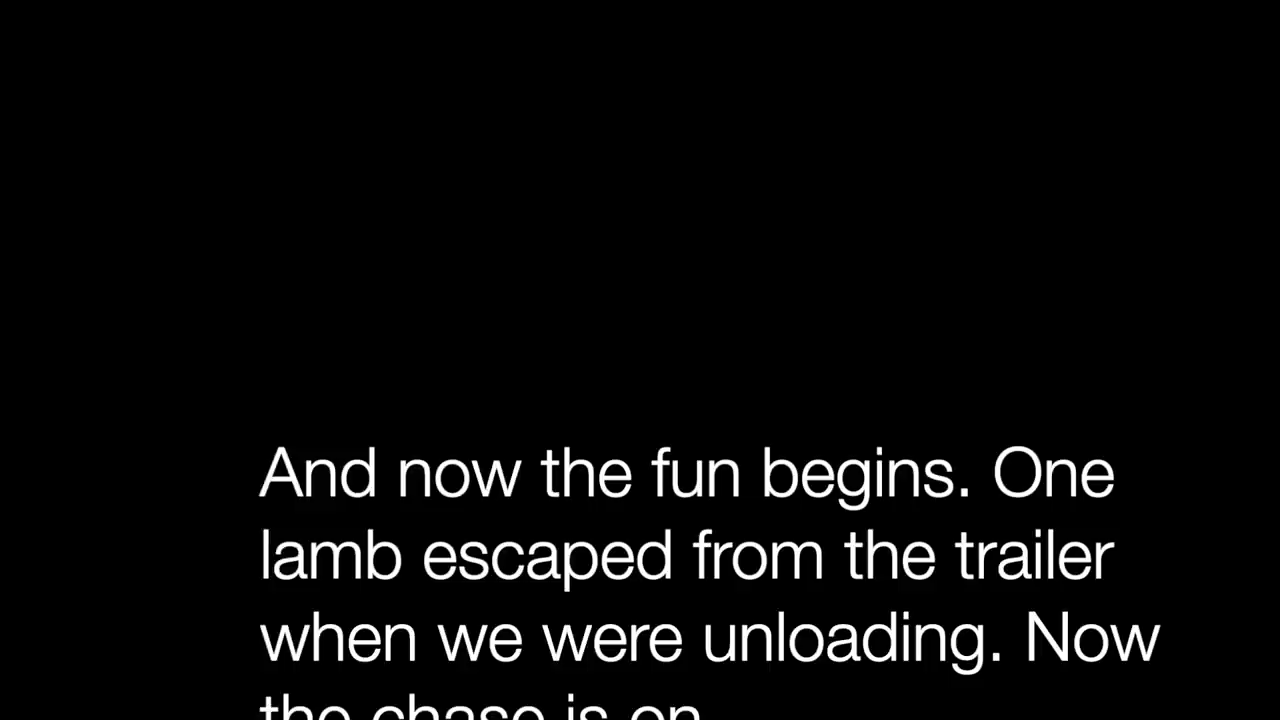 And now the fun begins. One
lamb escaped from the trailer
when we were unloading. Now
the chase is on